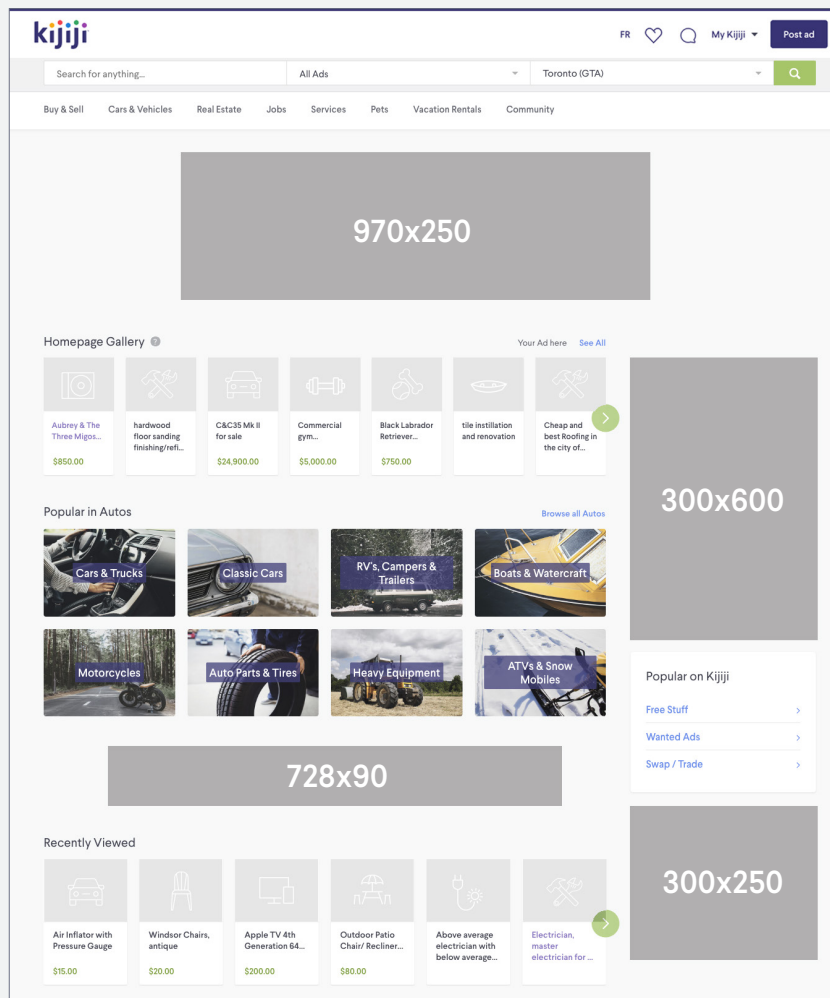 kijiji
FR
My Kijiji
Post ad
Search for anything...
All Ads
Toronto (GTA)
Buy & Sell
Cars & Vehicles
Real Estate
Jobs
Services
Pets
Vacation Rentals
Community
970x250
Homepage Gallery ?
Your Ad here
See All
Aubrey & The
Three Migos...
$850.00
hardwood
floor sanding
finishing/refi...
C&C35 Mk II
for sale
$24,900.00
Commercial
gym...
$5,000.00
Black Labrador
Retriever...
$750.00
tile instillation
and renovation
Cheap and
best Roofing in
the city of...
300x600
Popular in Autos
Browse all Autos
Cars & Trucks
Classic Cars
RV's, Campers &
Trailers
Boats & Watercraft
Motorcycles
Auto Parts & Tires
Heavy Equipment
ATVs & Snow
Mobiles
Popular on Kijiji
Free Stuff
Wanted Ads
Swap / Trade
728x90
300x250
Recently Viewed
Air Inflator with
Pressure Gauge
$15.00
Windsor Chairs,
antique
$20.00
Apple TV 4th
Generation 64...
$200.00
Outdoor Patio
Chair/ Recliner...
$80.00
Above average
electrician with
below average...
Electrician,
master
electrician for ...